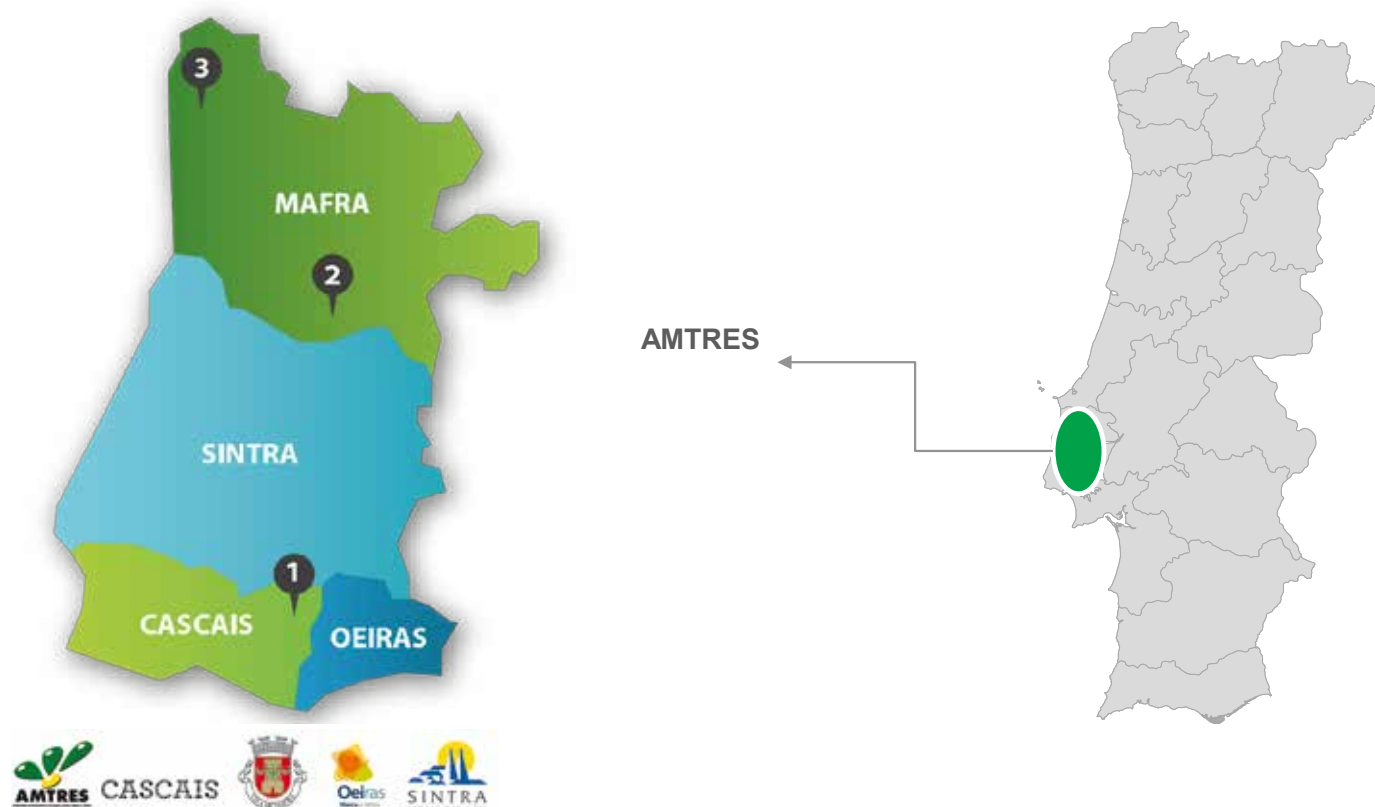 3
MAFRA
2
AMTRES
SINTRA
1
CASCAIS
OEIRAS
AMTRES
CASCAIS
Oeiras
SINTRA